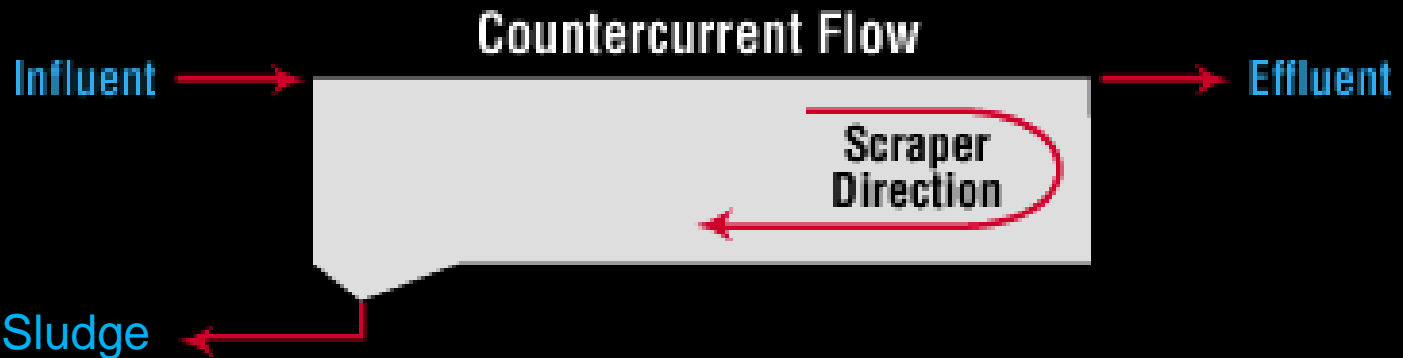 Countercurrent Flow
Influent
Effluent
Scraper
Direction
Sludge